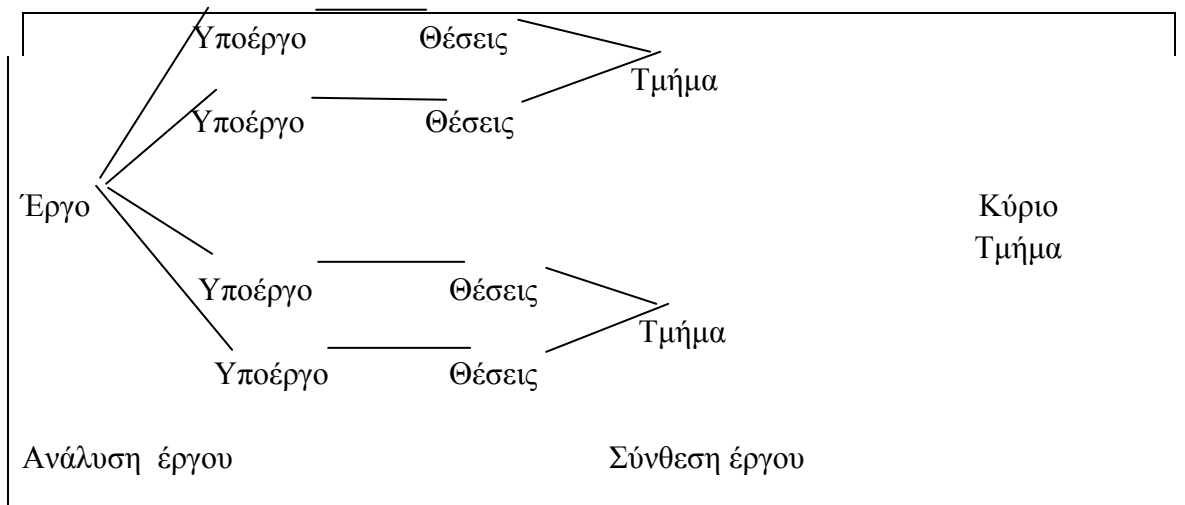 Υποέργο Θέσεις
Τμήμα
Υποέργο Θέσεις
Έργο Κύριο
Τμήμα
Υποέργο Θέσεις
Τμήμα
Υποέργο Θέσεις
Ανάλυση έργου Σύνθεση έργου